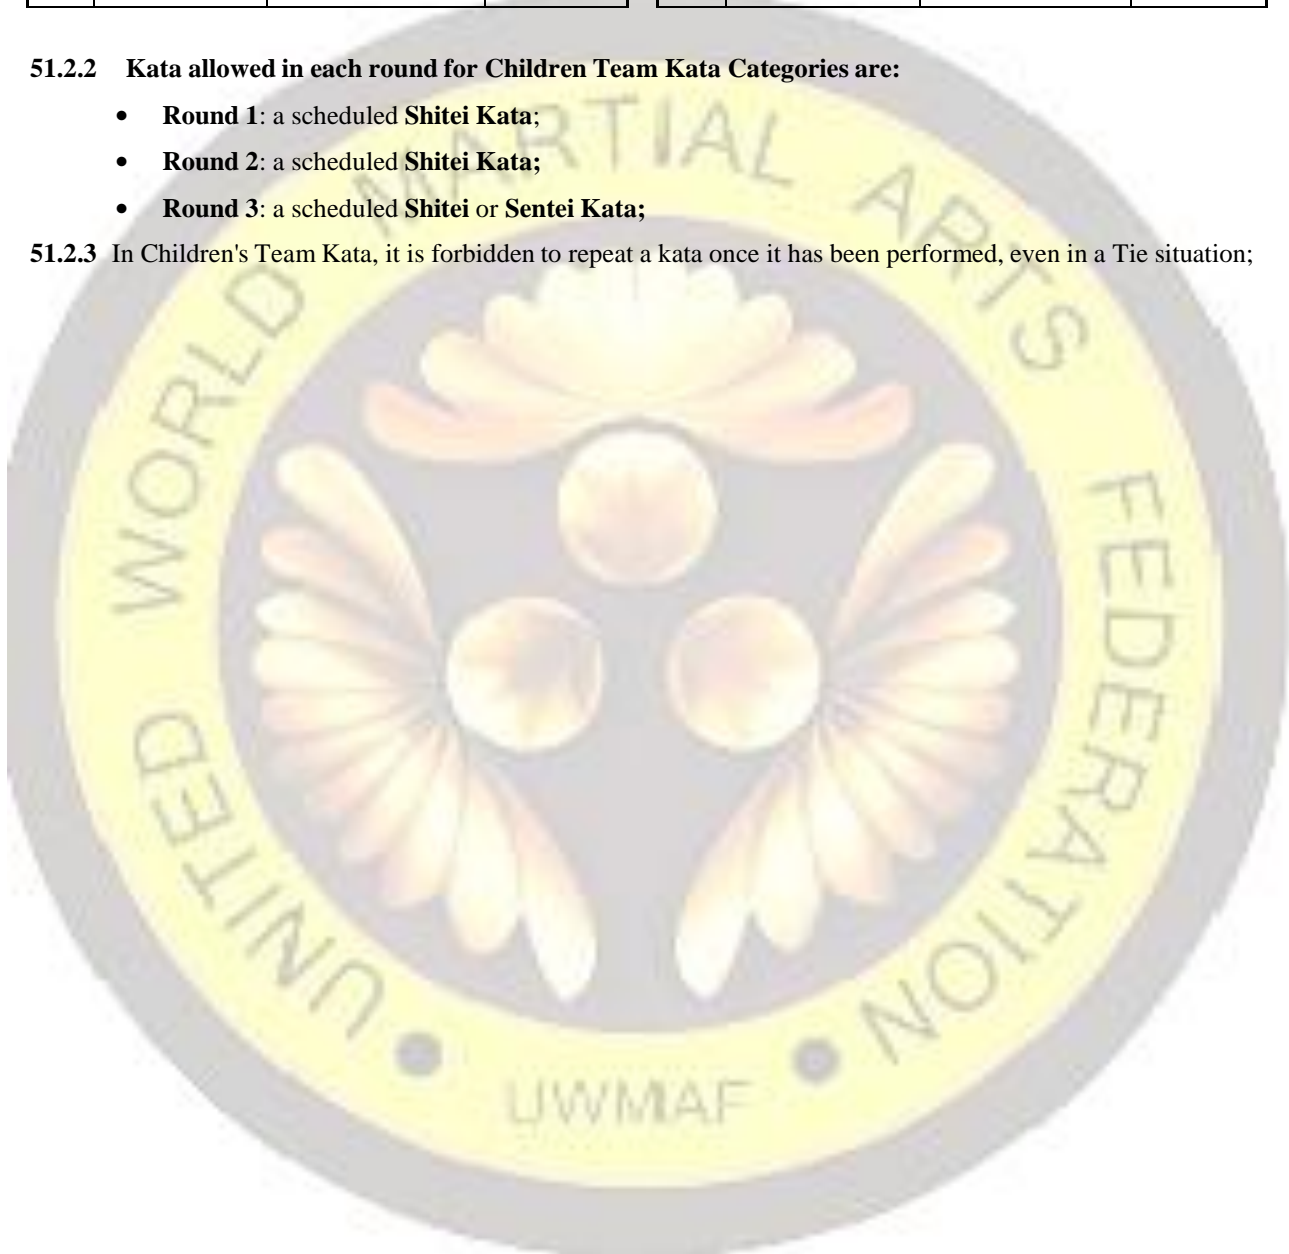 51.2.2 Kata allowed in each round for Children Team Kata Categories are:
• Round 1: a scheduled Shitei Kata;
• Round 2: a scheduled Shitei Kata;
• Round 3: a scheduled Shitei or Sentei Kata;
51.2.3 In Children's Team Kata, it is forbidden to repeat a kata once it has been performed, even in a Tie situation;
UNITED WORLD MARTIAL ARTS FEDERATION
UWMAF